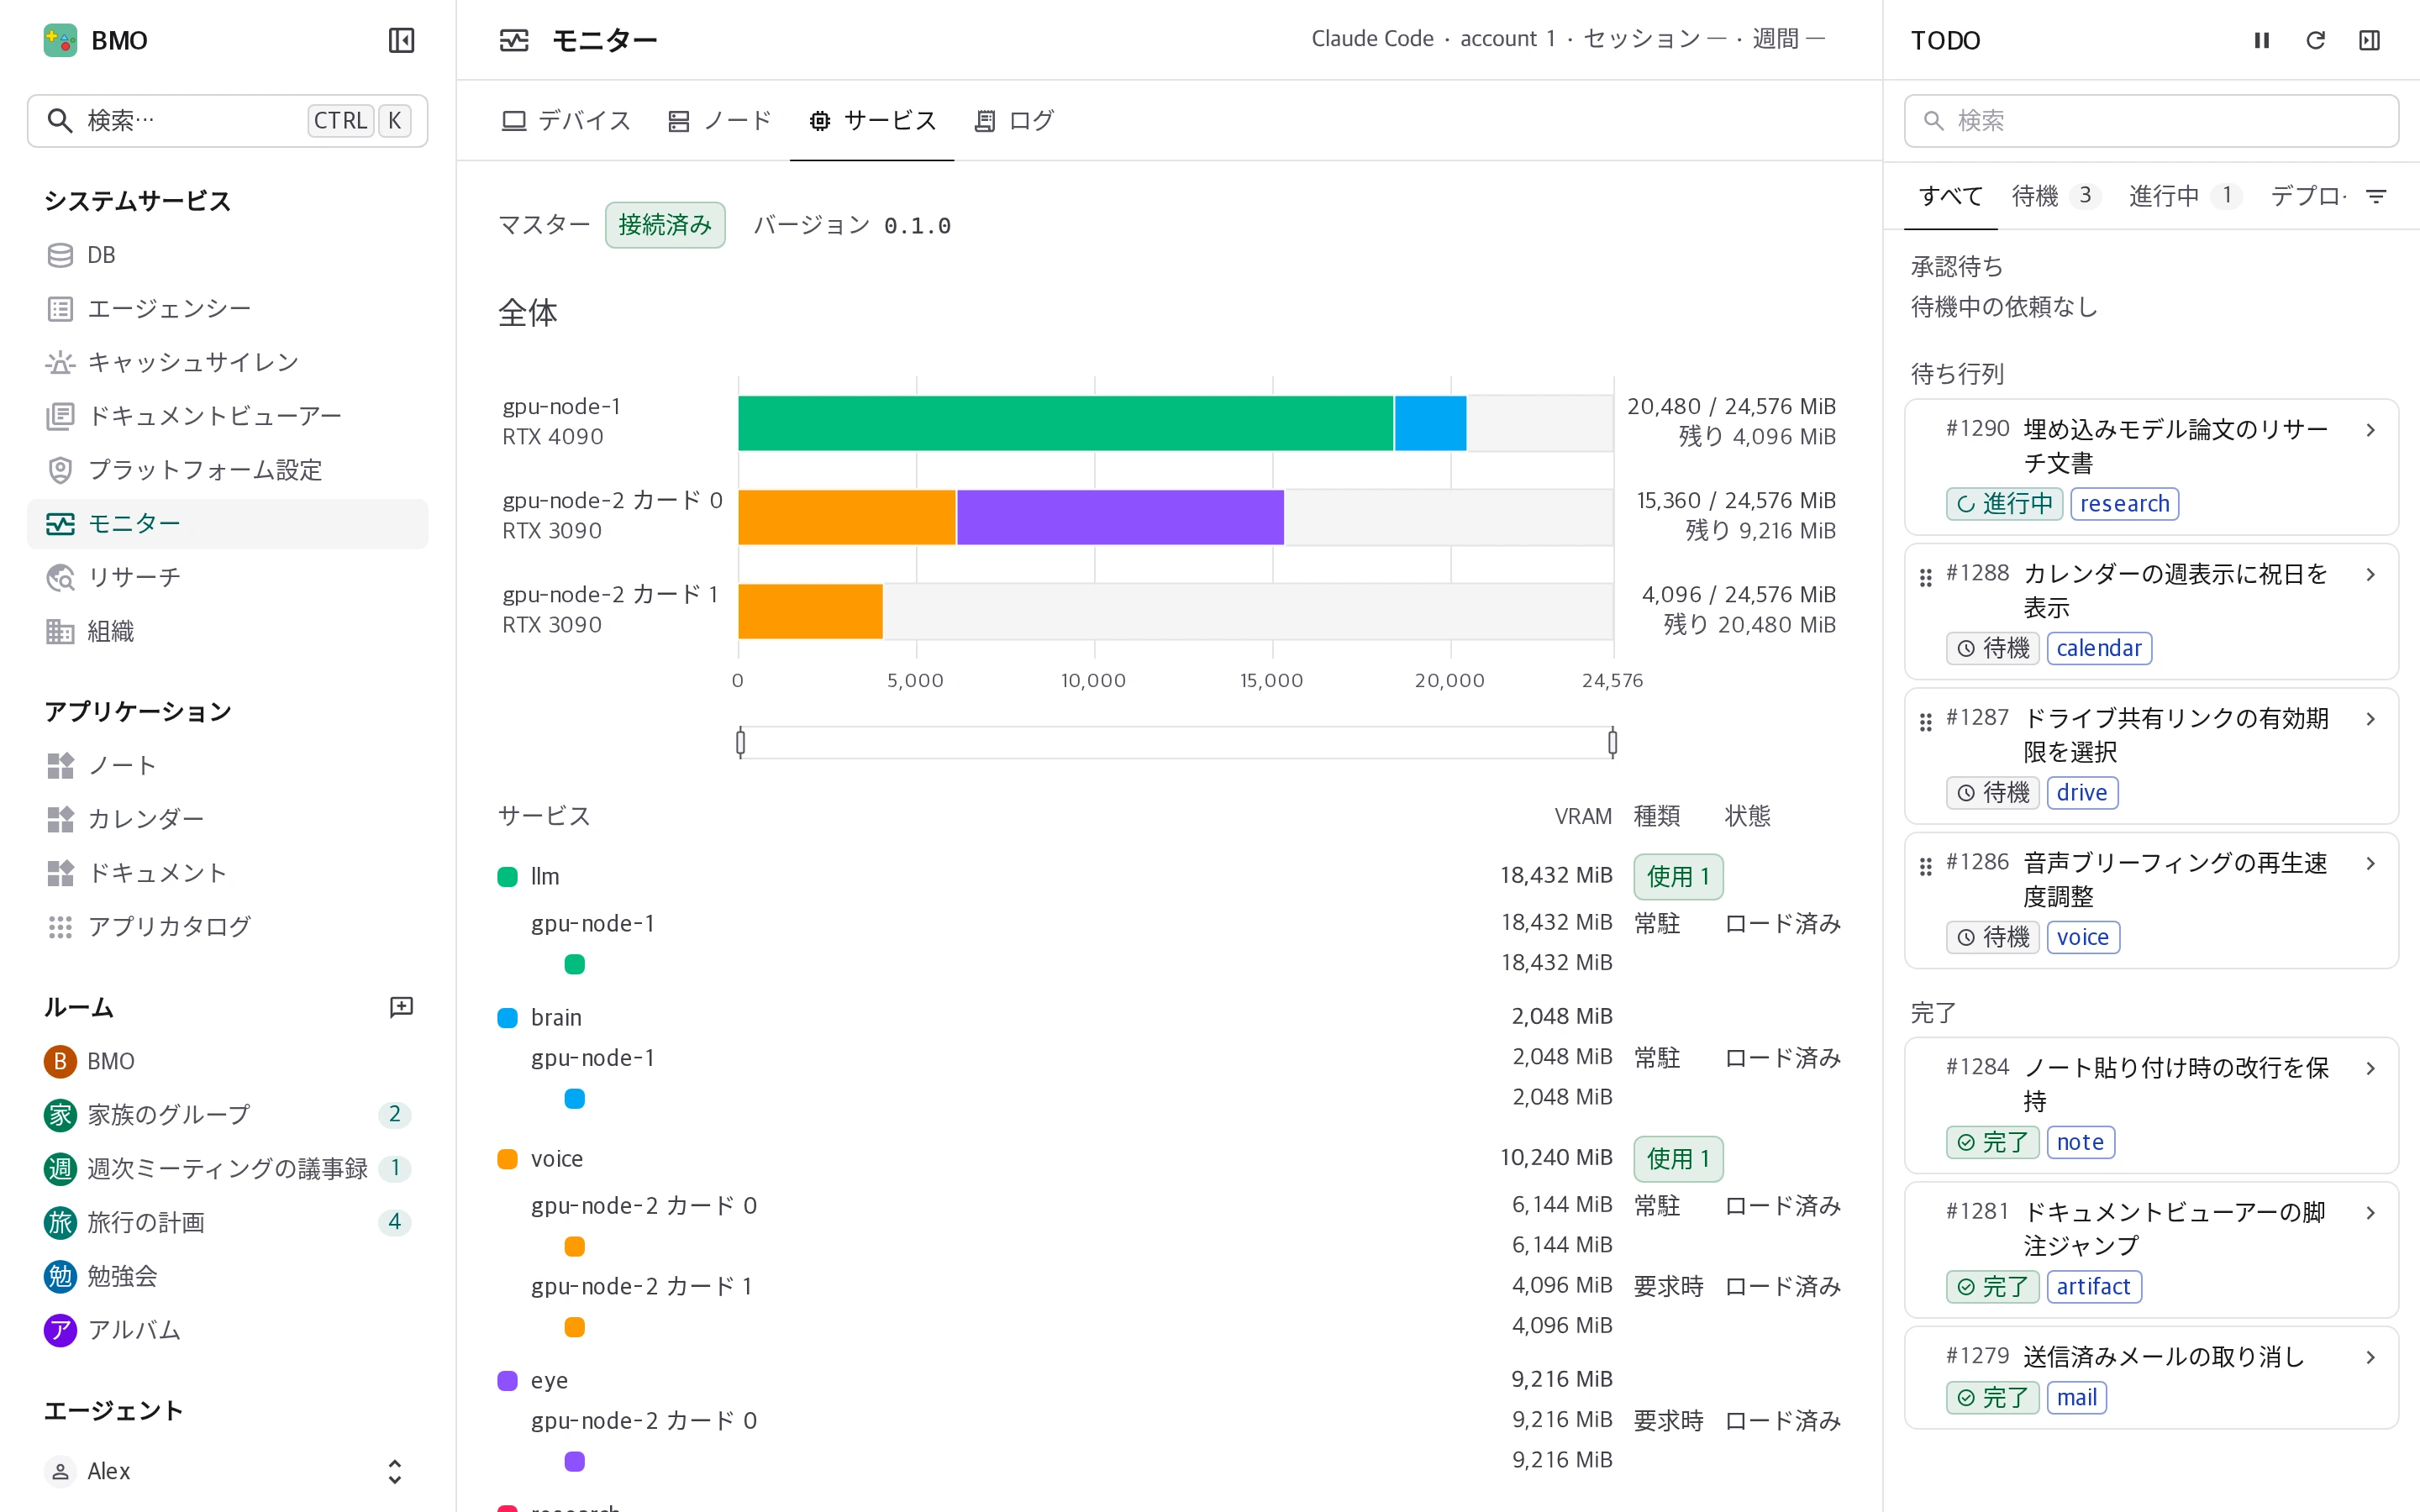 BMO
検索…
CTRL K
システムサービス
DB
エージェンシー
キャッシュサイレン
ドキュメントビューアー
プラットフォーム設定
モニター
リサーチ
組織
アプリケーション
ノート
カレンダー
ドキュメント
アプリカタログ
ルーム
B BMO
家 家族のグループ 2
週 週次ミーティングの議事録 1
旅 旅行の計画 4
勉 勉強会
ア アルバム
エージェント
Alex
モニター
Claude Code · account 1 · セッション — · 週間 —
デバイス ノード サービス ログ
マスター 接続済み バージョン 0.1.0
全体
gpu-node-1
RTX 4090
20,480 / 24,576 MiB
残り 4,096 MiB
gpu-node-2 カード 0
RTX 3090
15,360 / 24,576 MiB
残り 9,216 MiB
gpu-node-2 カード 1
RTX 3090
4,096 / 24,576 MiB
残り 20,480 MiB
0 5,000 10,000 15,000 20,000 24,576
サービス VRAM 種類 状態
llm 18,432 MiB 使用 1
gpu-node-1 18,432 MiB 常駐 ロード済み
18,432 MiB
brain 2,048 MiB
gpu-node-1 2,048 MiB 常駐 ロード済み
2,048 MiB
voice 10,240 MiB 使用 1
gpu-node-2 カード 0 6,144 MiB 常駐 ロード済み
6,144 MiB
gpu-node-2 カード 1 4,096 MiB 要求時 ロード済み
4,096 MiB
eye 9,216 MiB
gpu-node-2 カード 0 9,216 MiB 要求時 ロード済み
9,216 MiB
TODO
検索
すべて 待機 3 進行中 1 デプロ
承認待ち
待機中の依頼なし
待ち行列
#1290 埋め込みモデル論文のリサー
チ文書
進行中 research
#1288 カレンダーの週表示に祝日を
表示
待機 calendar
#1287 ドライブ共有リンクの有効期
限を選択
待機 drive
#1286 音声ブリーフィングの再生速
度調整
待機 voice
完了
#1284 ノート貼り付け時の改行を保
持
完了 note
#1281 ドキュメントビューアーの脚
注ジャンプ
完了 artifact
#1279 送信済みメールの取り消し
完了 mail